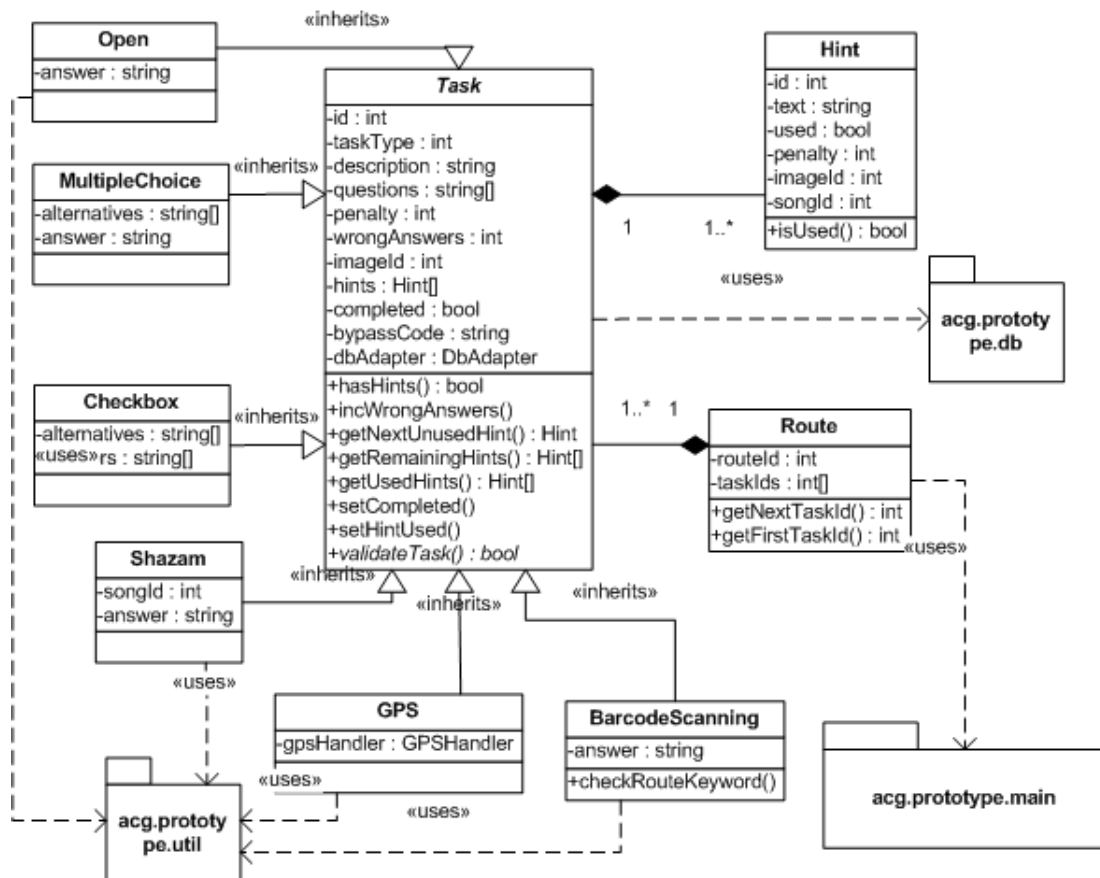 «inherits»
Open
-answer : string
Task
-id : int
-taskType : int
-description : string
-questions : string[]
-penalty : int
-wrongAnswers : int
-imageId : int
-hints : Hint[]
-completed : bool
-bypassCode : string
-dbAdapter : DbAdapter
+hasHints() : bool
+incWrongAnswers()
+getNextUnusedHint() : Hint
+getRemainingHints() : Hint[]
+getUsedHints() : Hint[]
+setCompleted()
+setHintUsed()
+validateTask() : bool
Hint
-id : int
-text : string
-used : bool
-penalty : int
-imageId : int
-songId : int
+isUsed() : bool
«inherits»
MultipleChoice
-alternatives : string[]
-answer : string
1
1..*
«uses»
acg.prototy
pe.db
Checkbox
-alternatives : string[]
«uses» rs : string[]
«inherits»
1..*
1
Route
-routeId : int
-taskIds : int[]
+getNextTaskId() : int
+getFirstTaskId() : int
«uses»
Shazam
-songId : int
-answer : string
«inherits»
«inherits»
«inherits»
«uses»
GPS
-gpsHandler : GPSHandler
«uses»
«uses»
BarcodeScanning
-answer : string
+checkRouteKeyword()
acg.prototy
pe.util
acg.prototype.main